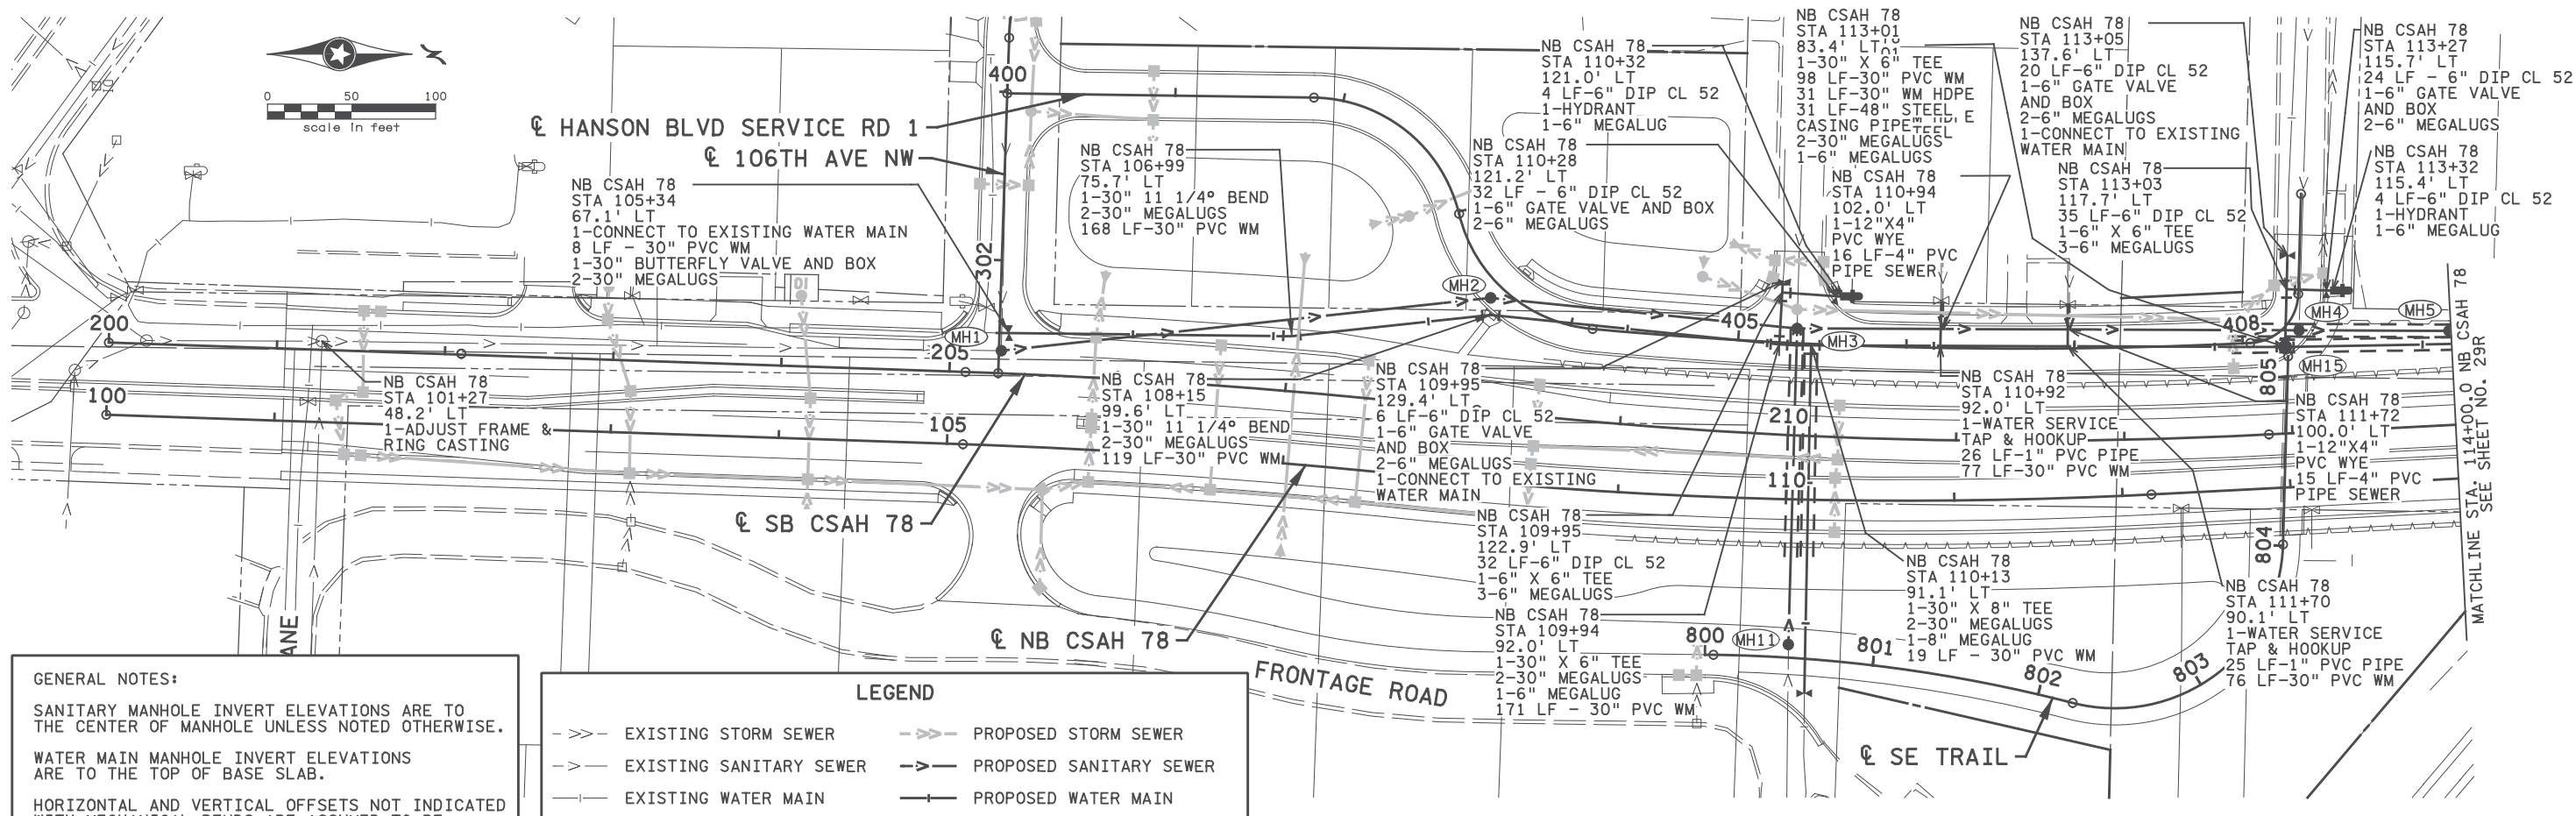 0 50 100
scale in feet
400
℄ HANSON BLVD SERVICE RD 1
℄ 106TH AVE NW
NB CSAH 78
STA 105+34
67.1' LT
1-CONNECT TO EXISTING WATER MAIN
8 LF - 30" PVC WM
1-30" BUTTERFLY VALVE AND BOX
2-30" MEGALUGS
302
NB CSAH 78
STA 106+99
75.7' LT
1-30" 11 1/4° BEND
2-30" MEGALUGS
168 LF-30" PVC WM
NB CSAH 78
STA 110+32
121.0' LT
4 LF-6" DIP CL 52
1-HYDRANT
1-6" MEGALUG
NB CSAH 78
STA 110+28
121.2' LT
32 LF - 6" DIP CL 52
1-6" GATE VALVE AND BOX
2-6" MEGALUGS
NB CSAH 78
STA 113+01
83.4' LT
1-30" X 6" TEE
98 LF-30" PVC WM
31 LF-30" WM HDPE
31 LF-48" STEEL
CASING PIPE
2-30" MEGALUGS
1-6" MEGALUGS
NB CSAH 78
STA 110+94
102.0' LT
1-12"X4"
PVC WYE
16 LF-4" PVC
PIPE SEWER
NB CSAH 78
STA 113+05
137.6' LT
20 LF-6" DIP CL 52
1-6" GATE VALVE
AND BOX
2-6" MEGALUGS
1-CONNECT TO EXISTING
WATER MAIN
NB CSAH 78
STA 113+03
117.7' LT
35 LF-6" DIP CL 52
1-6" X 6" TEE
3-6" MEGALUGS
NB CSAH 78
STA 113+27
115.7' LT
24 LF - 6" DIP CL 52
1-6" GATE VALVE
AND BOX
2-6" MEGALUGS
NB CSAH 78
STA 113+32
115.4' LT
4 LF-6" DIP CL 52
1-HYDRANT
1-6" MEGALUG
200
205
MH1
MH2
405
MH3
408
MH4
MH5
MH15
805
100
105
NB CSAH 78
STA 101+27
48.2' LT
1-ADJUST FRAME &
RING CASTING
NB CSAH 78
STA 108+15
99.6' LT
1-30" 11 1/4° BEND
2-30" MEGALUGS
119 LF-30" PVC WM
NB CSAH 78
STA 109+95
129.4' LT
6 LF-6" DIP CL 52
1-6" GATE VALVE
AND BOX
2-6" MEGALUGS
1-CONNECT TO EXISTING
WATER MAIN
210
110
NB CSAH 78
STA 110+92
92.0' LT
1-WATER SERVICE
TAP & HOOKUP
26 LF-1" PVC PIPE
77 LF-30" PVC WM
NB CSAH 78
STA 111+72
100.0' LT
1-12"X4"
PVC WYE
15 LF-4" PVC
PIPE SEWER
MATCHLINE STA. 114+00.0 NB CSAH 78
SEE SHEET NO. 29R
℄ SB CSAH 78
℄ NB CSAH 78
NB CSAH 78
STA 109+95
122.9' LT
32 LF-6" DIP CL 52
1-6" X 6" TEE
3-6" MEGALUGS
NB CSAH 78
STA 109+94
92.0' LT
1-30" X 6" TEE
2-30" MEGALUGS
1-6" MEGALUG
171 LF - 30" PVC WM
NB CSAH 78
STA 110+13
91.1' LT
1-30" X 8" TEE
2-30" MEGALUGS
1-8" MEGALUG
19 LF - 30" PVC WM
NB CSAH 78
STA 111+70
90.1' LT
1-WATER SERVICE
TAP & HOOKUP
25 LF-1" PVC PIPE
76 LF-30" PVC WM
804
800
MH11
801
802
803
FRONTAGE ROAD
℄ SE TRAIL
ANE
GENERAL NOTES:
SANITARY MANHOLE INVERT ELEVATIONS ARE TO
THE CENTER OF MANHOLE UNLESS NOTED OTHERWISE.
WATER MAIN MANHOLE INVERT ELEVATIONS
ARE TO THE TOP OF BASE SLAB.
HORIZONTAL AND VERTICAL OFFSETS NOT INDICATED
LEGEND
EXISTING STORM SEWER
PROPOSED STORM SEWER
EXISTING SANITARY SEWER
PROPOSED SANITARY SEWER
EXISTING WATER MAIN
PROPOSED WATER MAIN